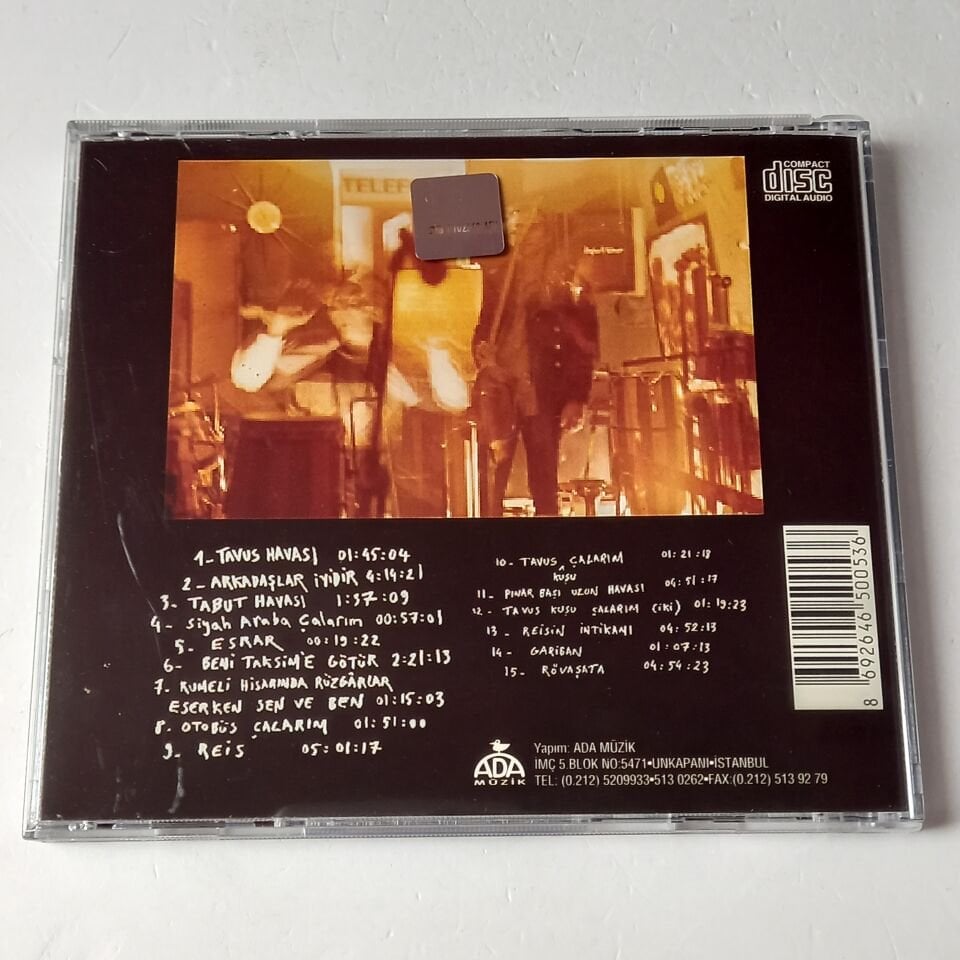 TELEF
COMPACT
disc
DIGITAL AUDIO
1- TAVUS HAVASI 01:45:04
2- ARKADAŞLAR İYİDİR 4:14:21
3- TABUT HAVASI 1:37:09
4- Siyah Araba Çalarım 00:57:01
5- ESRAR 00:19:22
6- BENİ TAKSİM'E GÖTÜR 2:21:13
7- RUMELİ HİSARINDA RÜZGÂRLAR
ESERKEN SEN VE BEN 01:15:03
8- OTOBÜS ÇALARIM 01:51:00
9- REİS 05:01:17
10- TAVUS ÇALARIM 01:21:18
^
KUŞU
11- PINAR BAŞI UZUN HAVASI 04:51:17
12- TAVUS KUŞU ÇALARIM (İKİ) 01:19:23
13- REİSİN İNTİKAMI 04:52:13
14- GARİBAN 01:07:13
15- RÖVAŞATA 04:54:23
ADA
MÜZİK
Yapım: ADA MÜZİK
İMÇ 5.BLOK NO:5471•UNKAPANI•İSTANBUL
TEL: (0.212) 5209933•513 0262•FAX:(0.212) 513 92 79
8 692646 500536